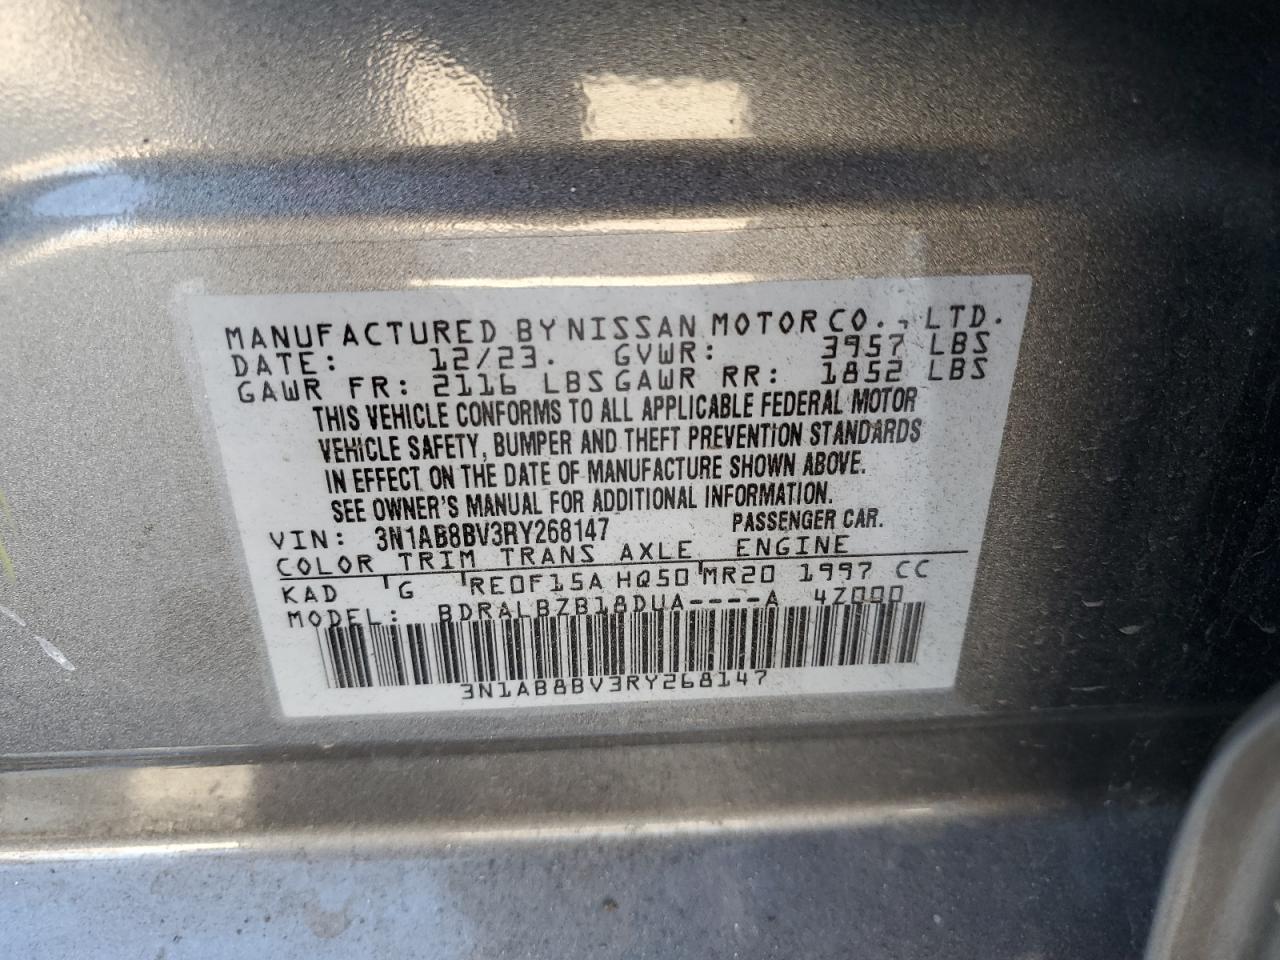 MANUFACTURED BY NISSAN MOTOR CO., LTD.
DATE: 12/23. GVWR: 3957 LBS
GAWR FR: 2116 LBS GAWR RR: 1852 LBS
THIS VEHICLE CONFORMS TO ALL APPLICABLE FEDERAL MOTOR
VEHICLE SAFETY, BUMPER AND THEFT PREVENTION STANDARDS
IN EFFECT ON THE DATE OF MANUFACTURE SHOWN ABOVE.
SEE OWNER'S MANUAL FOR ADDITIONAL INFORMATION.
VIN: 3N1AB8BV3RY268147 PASSENGER CAR.
COLOR TRIM TRANS AXLE ENGINE
KAD G RE0F15A HQ50 MR20 1997 CC
MODEL: BDRALBZB18DUA----A 4Z000
3N1AB8BV3RY268147